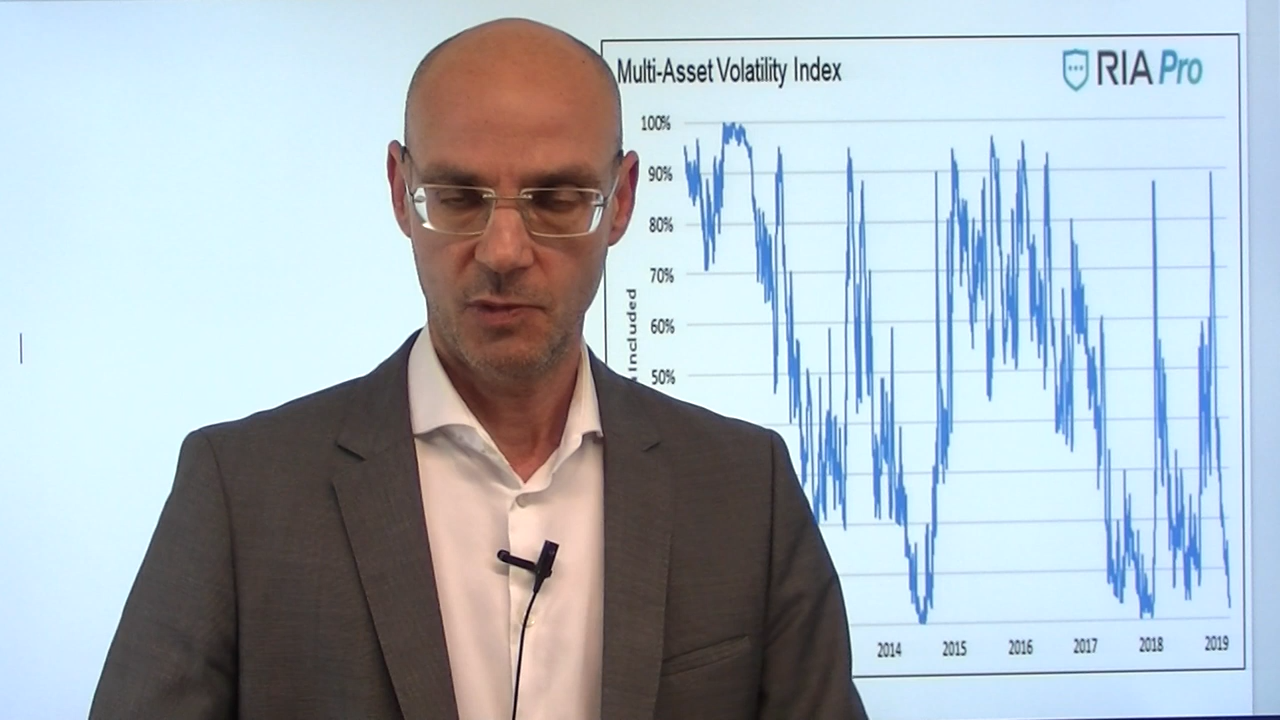 Multi-Asset Volatility Index
RIA Pro
100%
90%
80%
70%
60%
50%
Included
2014 2015 2016 2017 2018 2019